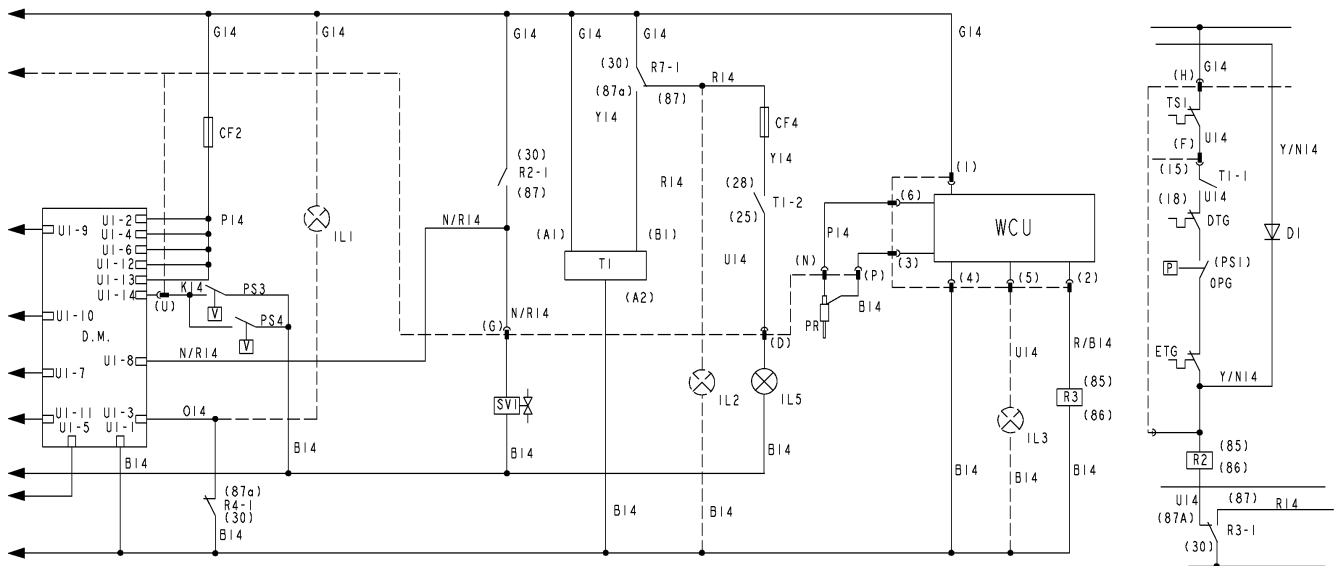 G14 G14 G14 G14 G14 G14
(30) R7-1 R14
(87a) (87)
Y14
(H) G14
TS1
CF2
CF4
U14
(F)
Y/N14
Y14
(15) T1-1
(30)
R2-1
(87)
R14
(28) T1-2
(25)
(1)
(6)
WCU
(18) U14
DTG
U1-2 P14
U1-4
U1-6
U1-12
U1-13
U1-14
U1-9
IL1
N/R14
(A1) (B1)
T1
(A2)
U14
P14
(3)
(4) (5) (2)
D1
P (PS1)
OPG
K14 PS3
(U)
V
PS4
V
(N) (P)
B14
PR
U1-10
D.M.
N/R14
(G)
(D)
U1-8 N/R14
U14
R/B14
ETG
Y/N14
U1-7
SV1
IL2
IL5
R3 (85)
(86)
IL3
U1-11 U1-3 O14
U1-5 U1-1
B14 B14 B14 B14 B14 B14 B14
R2 (85)
(86)
(87a)
R4-1
(30)
B14
B14 B14
U14 (87) R14
(87A)
R3-1
(30)